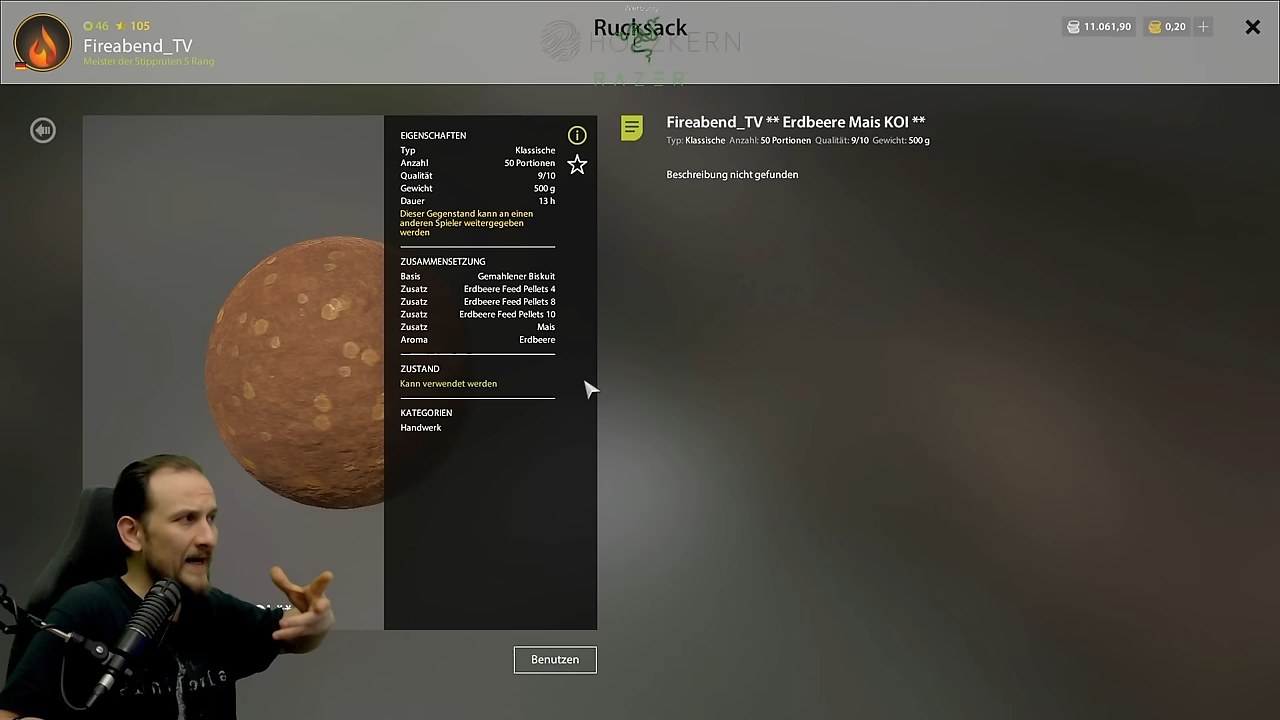 Werbung
46 105
Fireabend_TV
Meister der Stippruten 5 Rang
Rucksack
HOLZKERN
RAZER
11.061,90
0,20
EIGENSCHAFTEN
Typ Klassische
Anzahl 50 Portionen
Qualität 9/10
Gewicht 500 g
Dauer 13 h
Dieser Gegenstand kann an einen
anderen Spieler weitergegeben
werden
ZUSAMMENSETZUNG
Basis Gemahlener Biskuit
Zusatz Erdbeere Feed Pellets 4
Zusatz Erdbeere Feed Pellets 8
Zusatz Erdbeere Feed Pellets 10
Zusatz Mais
Aroma Erdbeere
ZUSTAND
Kann verwendet werden
KATEGORIEN
Handwerk
Benutzen
Fireabend_TV ** Erdbeere Mais KOI **
Typ: Klassische Anzahl: 50 Portionen Qualität: 9/10 Gewicht: 500 g
Beschreibung nicht gefunden